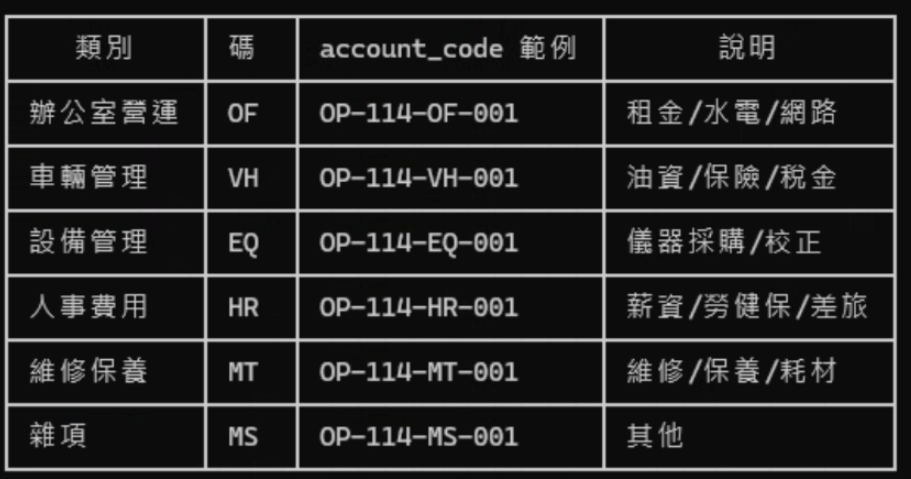 類別 碼 account_code 範例 說明
辦公室營運 OF OP-114-OF-001 租金/水電/網路
車輛管理 VH OP-114-VH-001 油資/保險/稅金
設備管理 EQ OP-114-EQ-001 儀器採購/校正
人事費用 HR OP-114-HR-001 薪資/勞健保/差旅
維修保養 MT OP-114-MT-001 維修/保養/耗材
雜項 MS OP-114-MS-001 其他